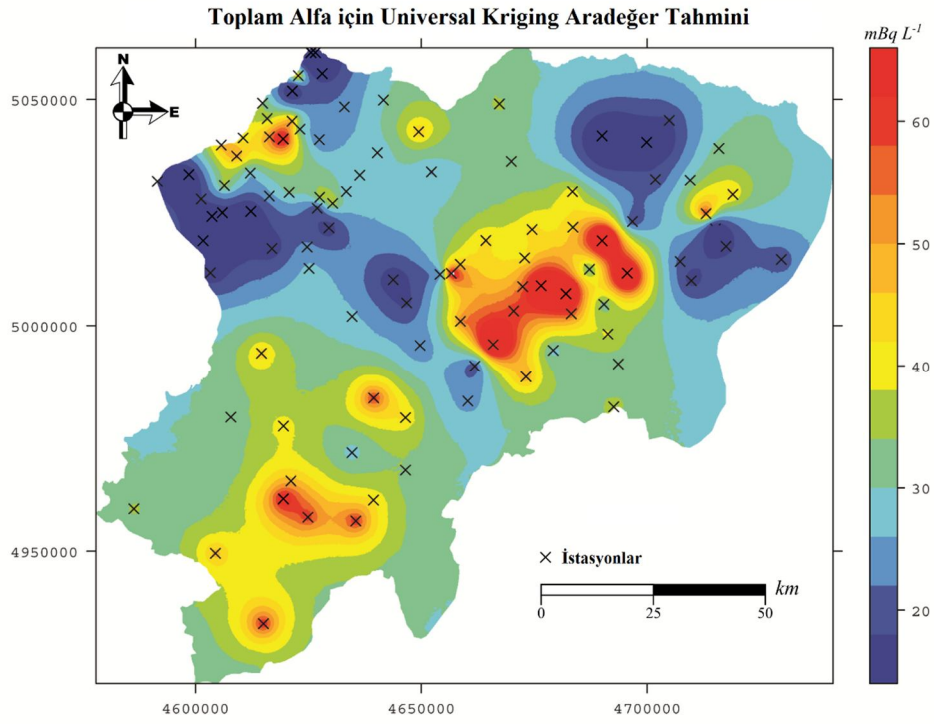 Toplam Alfa için Universal Kriging Aradeğer Tahmini
mBq L-1
N
E
5050000
5000000
4950000
4600000
4650000
4700000
60
50
40
30
20
İstasyonlar
km
0
25
50